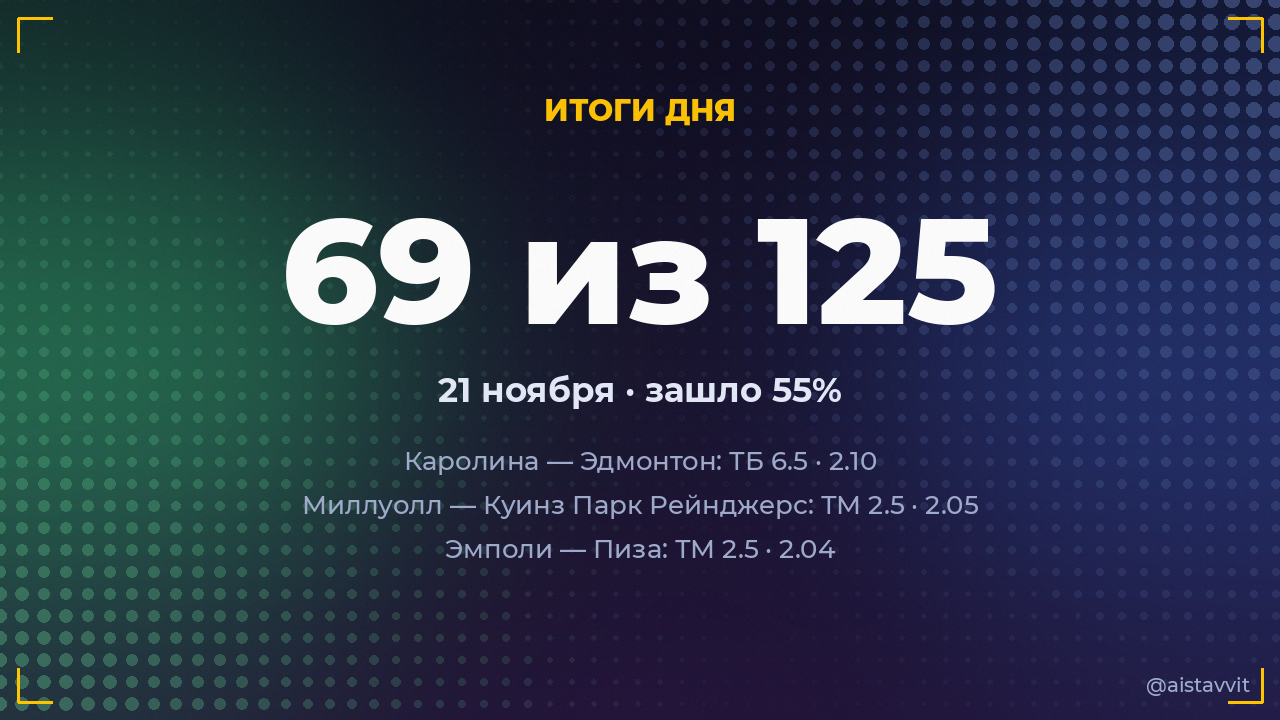 ИТОГИ ДНЯ
69 из 125
21 ноября · зашло 55%
Каролина — Эдмонтон: ТБ 6.5 · 2.10
Миллуолл — Куинз Парк Рейнджерс: ТМ 2.5 · 2.05
Эмполи — Пиза: ТМ 2.5 · 2.04
@aistavvit